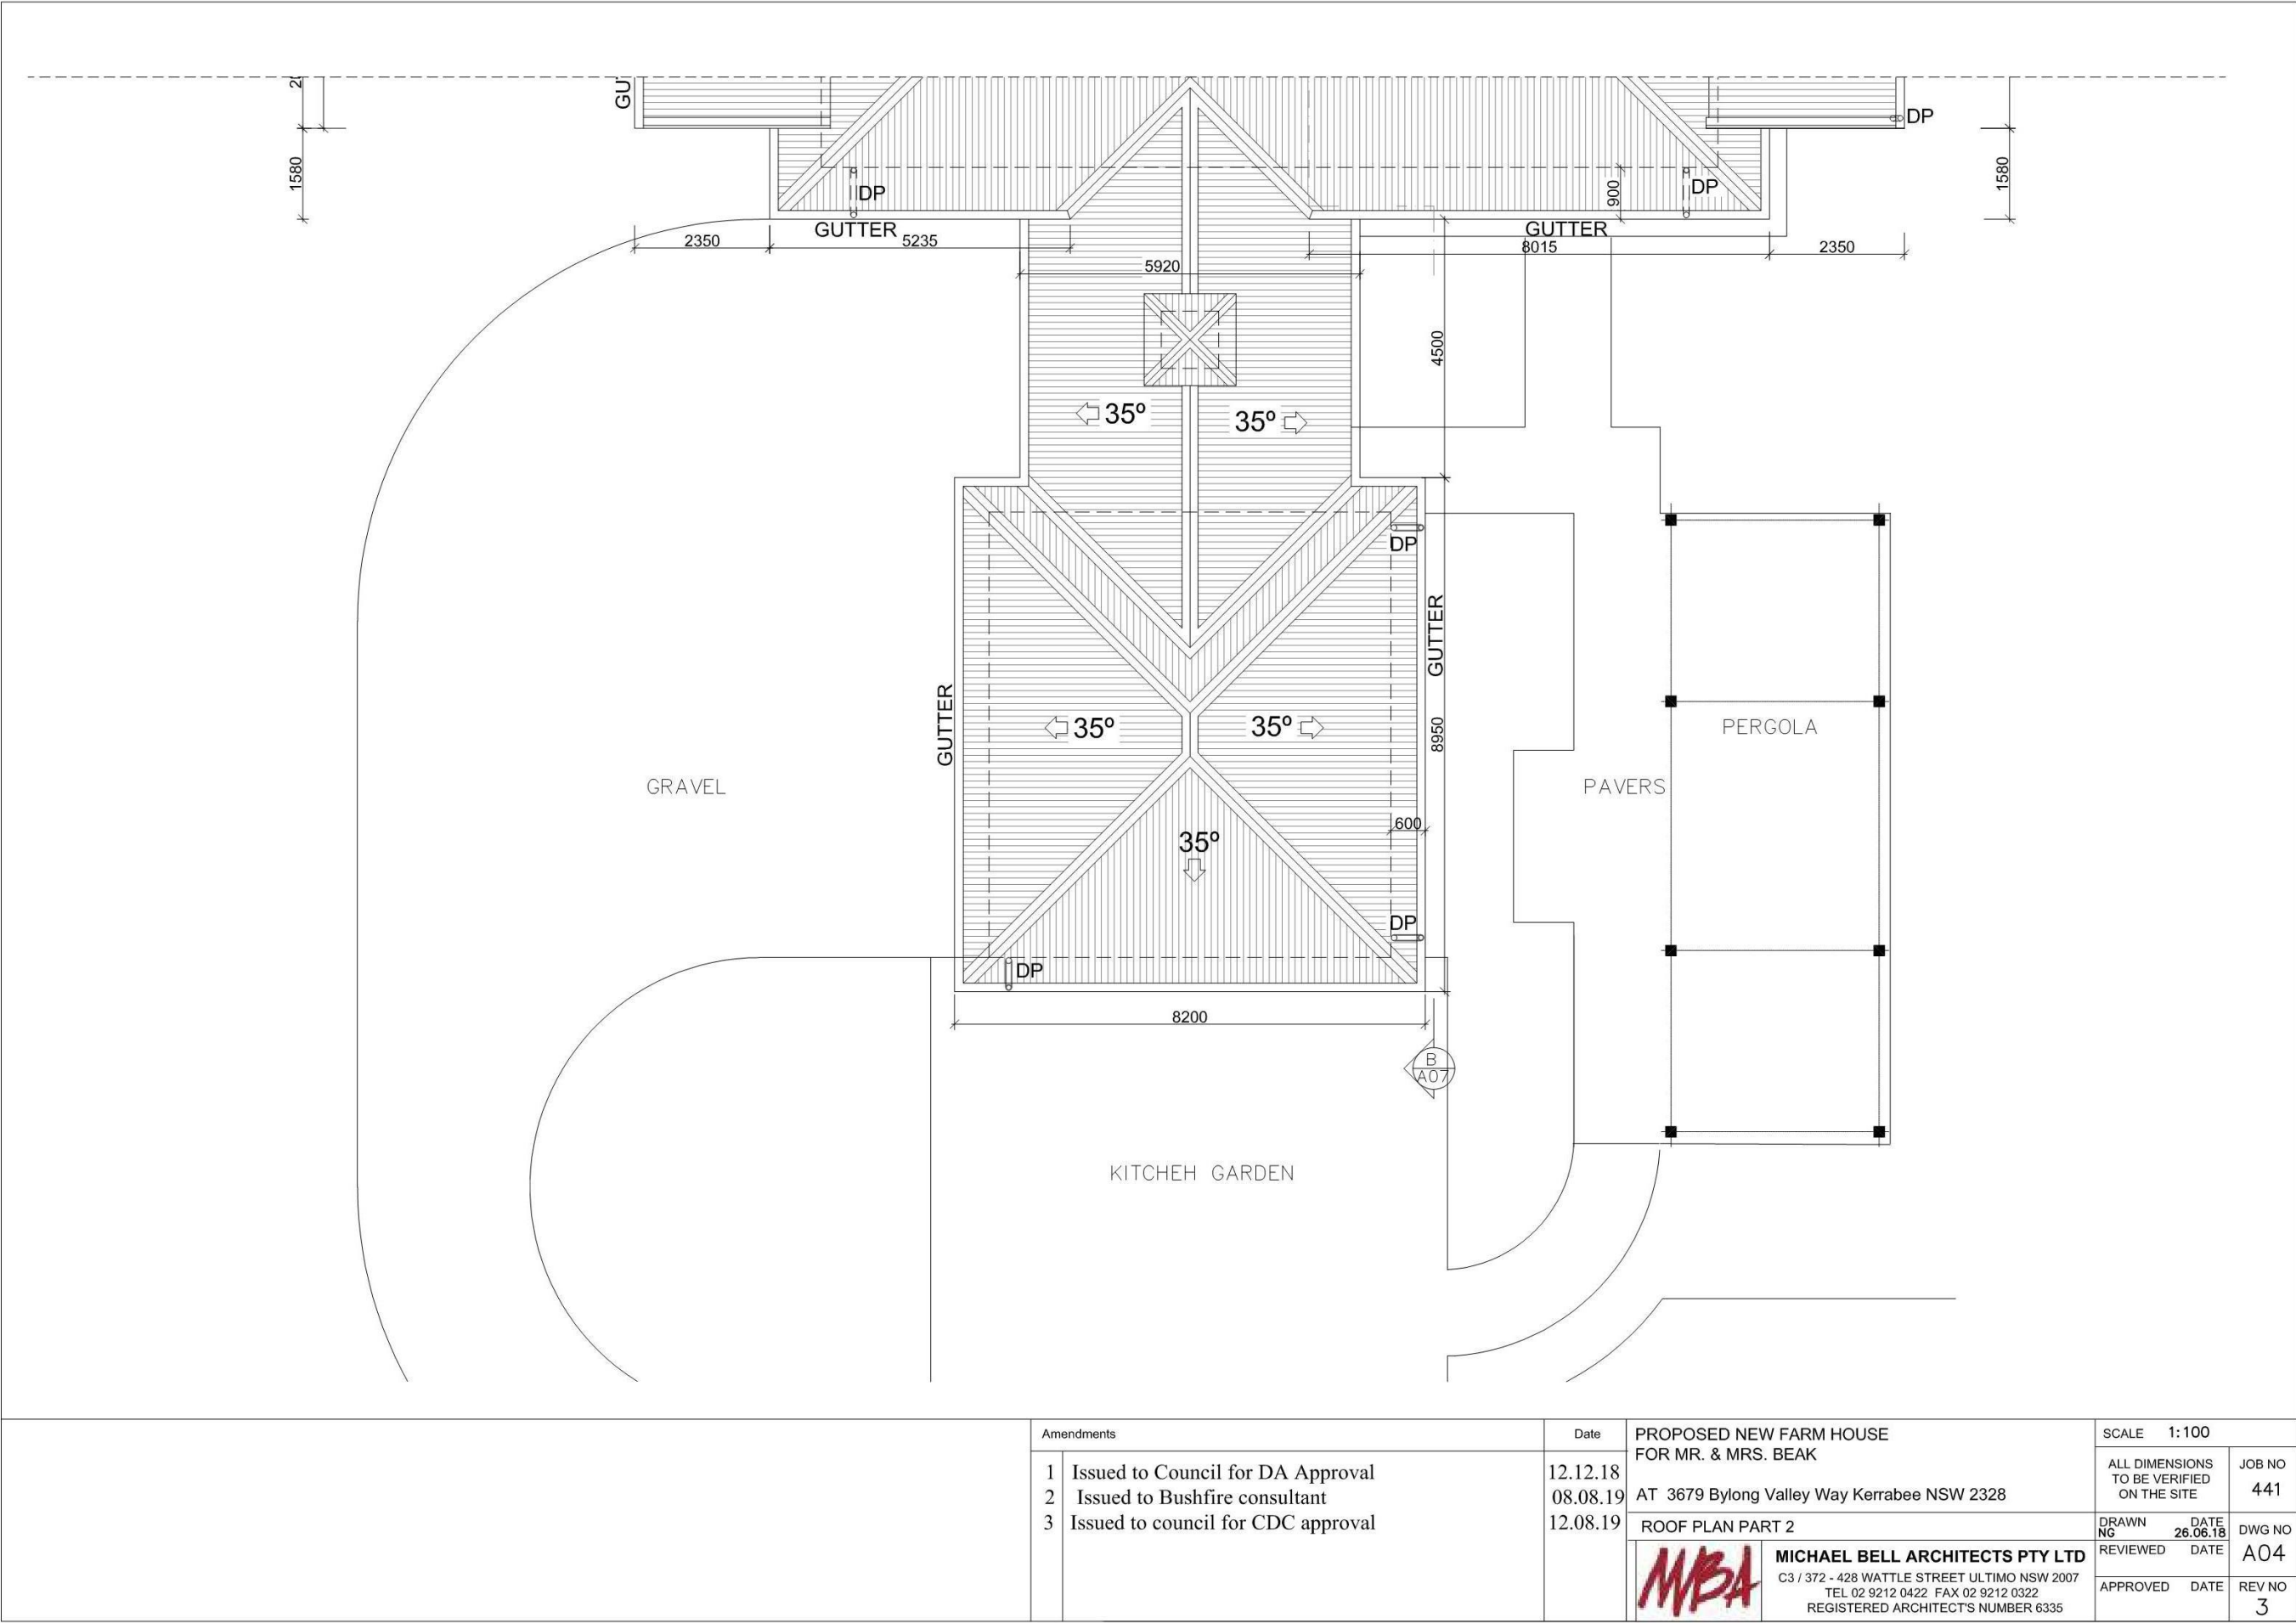 GU
DP
1580
1580
DP
DP
900
GUTTER
GUTTER
2350
5235
8015
2350
5920
4500
35º
35º
DP
GUTTER
GUTTER
35º
35º
8950
PERGOLA
GRAVEL
PAVERS
600
35º
DP
DP
8200
B
A07
KITCHEH GARDEN
Amendments
Date
1 Issued to Council for DA Approval 12.12.18
2 Issued to Bushfire consultant 08.08.19
3 Issued to council for CDC approval 12.08.19
PROPOSED NEW FARM HOUSE
FOR MR. & MRS. BEAK
AT 3679 Bylong Valley Way Kerrabee NSW 2328
ROOF PLAN PART 2
MBA
MICHAEL BELL ARCHITECTS PTY LTD
C3 / 372 - 428 WATTLE STREET ULTIMO NSW 2007
TEL 02 9212 0422 FAX 02 9212 0322
REGISTERED ARCHITECT'S NUMBER 6335
SCALE 1:100
ALL DIMENSIONS
TO BE VERIFIED
ON THE SITE
JOB NO
441
DRAWN DATE
NG 26.06.18
REVIEWED DATE
APPROVED DATE
DWG NO
A04
REV NO
3